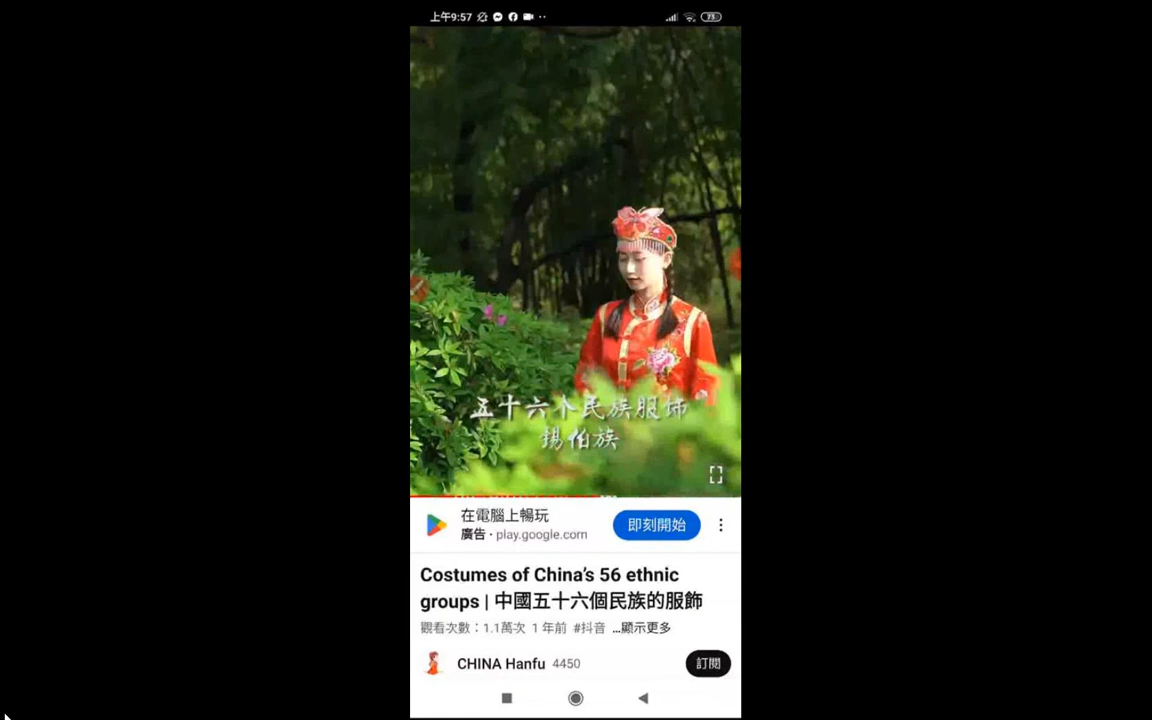 上午9:57
73
五十六个民族服饰
锡伯族
在電腦上暢玩
廣告 · play.google.com
即刻開始
Costumes of China's 56 ethnic
groups | 中國五十六個民族的服飾
觀看次數：1.1萬次 1 年前 #抖音 ...顯示更多
CHINA Hanfu 4450
訂閱